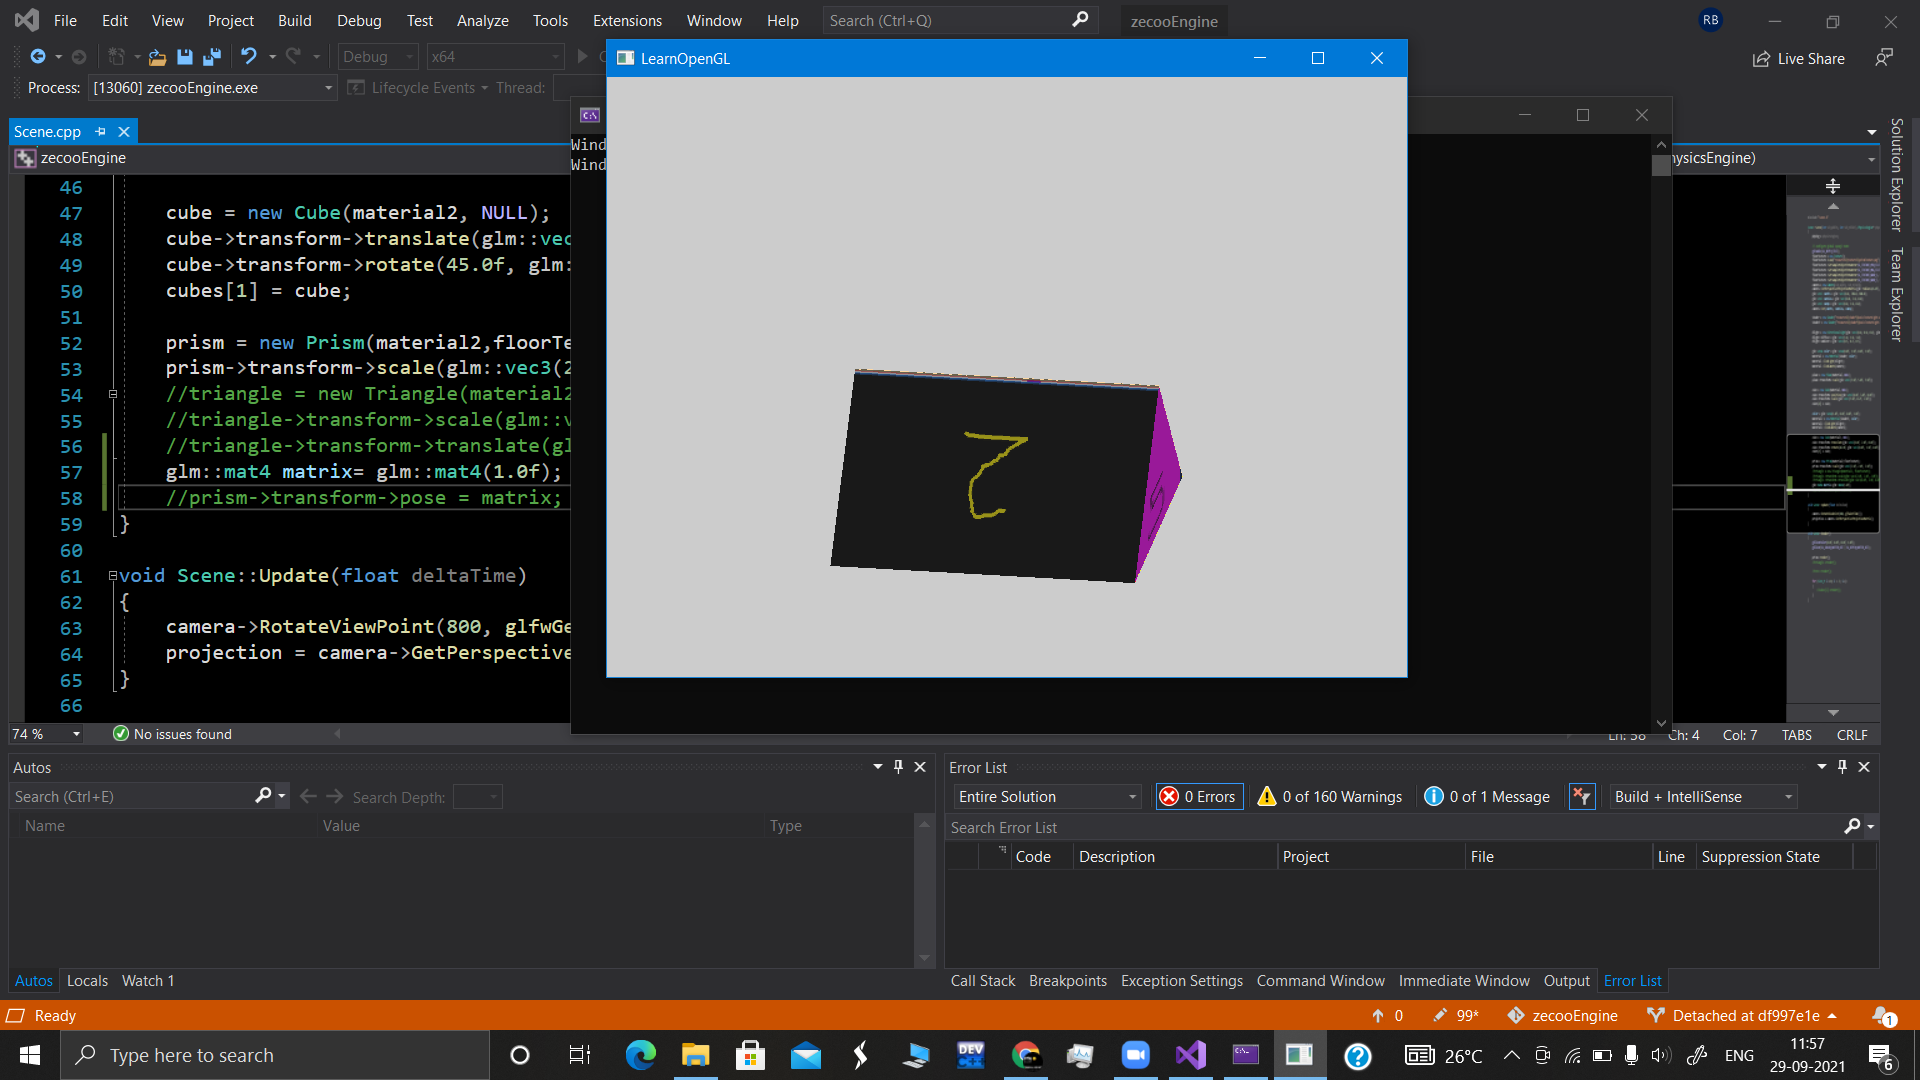 File Edit View Project Build Debug Test Analyze Tools Extensions Window Help Search (Ctrl+Q) zecooEngine RB
Debug x64
Live Share
Process: [13060] zecooEngine.exe Lifecycle Events Thread:
LearnOpenGL
Scene.cpp
zecooEngine
ysicsEngine)
Wind
Wind
46
47 cube = new Cube(material2, NULL);
48 cube->transform->translate(glm::vec
49 cube->transform->rotate(45.0f, glm:
50 cubes[1] = cube;
51
52 prism = new Prism(material2,floorTe
53 prism->transform->scale(glm::vec3(2
54 //triangle = new Triangle(material2
55 //triangle->transform->scale(glm::v
56 //triangle->transform->translate(gl
57 glm::mat4 matrix= glm::mat4(1.0f);
58 //prism->transform->pose = matrix;
59 }
60
61 void Scene::Update(float deltaTime)
62 {
63 camera->RotateViewPoint(800, glfwGe
64 projection = camera->GetPerspective
65 }
66
Solution Explorer
Team Explorer
74 % No issues found Ln: 58 Ch: 4 Col: 7 TABS CRLF
Autos
Search (Ctrl+E) Search Depth:
Name Value Type
Autos Locals Watch 1
Error List
Entire Solution 0 Errors 0 of 160 Warnings 0 of 1 Message Build + IntelliSense
Search Error List
Code Description Project File Line Suppression State
Call Stack Breakpoints Exception Settings Command Window Immediate Window Output Error List
Ready 0 99* zecooEngine Detached at df997e1e 1
Type here to search DEV 26°C ENG 11:57
29-09-2021 6